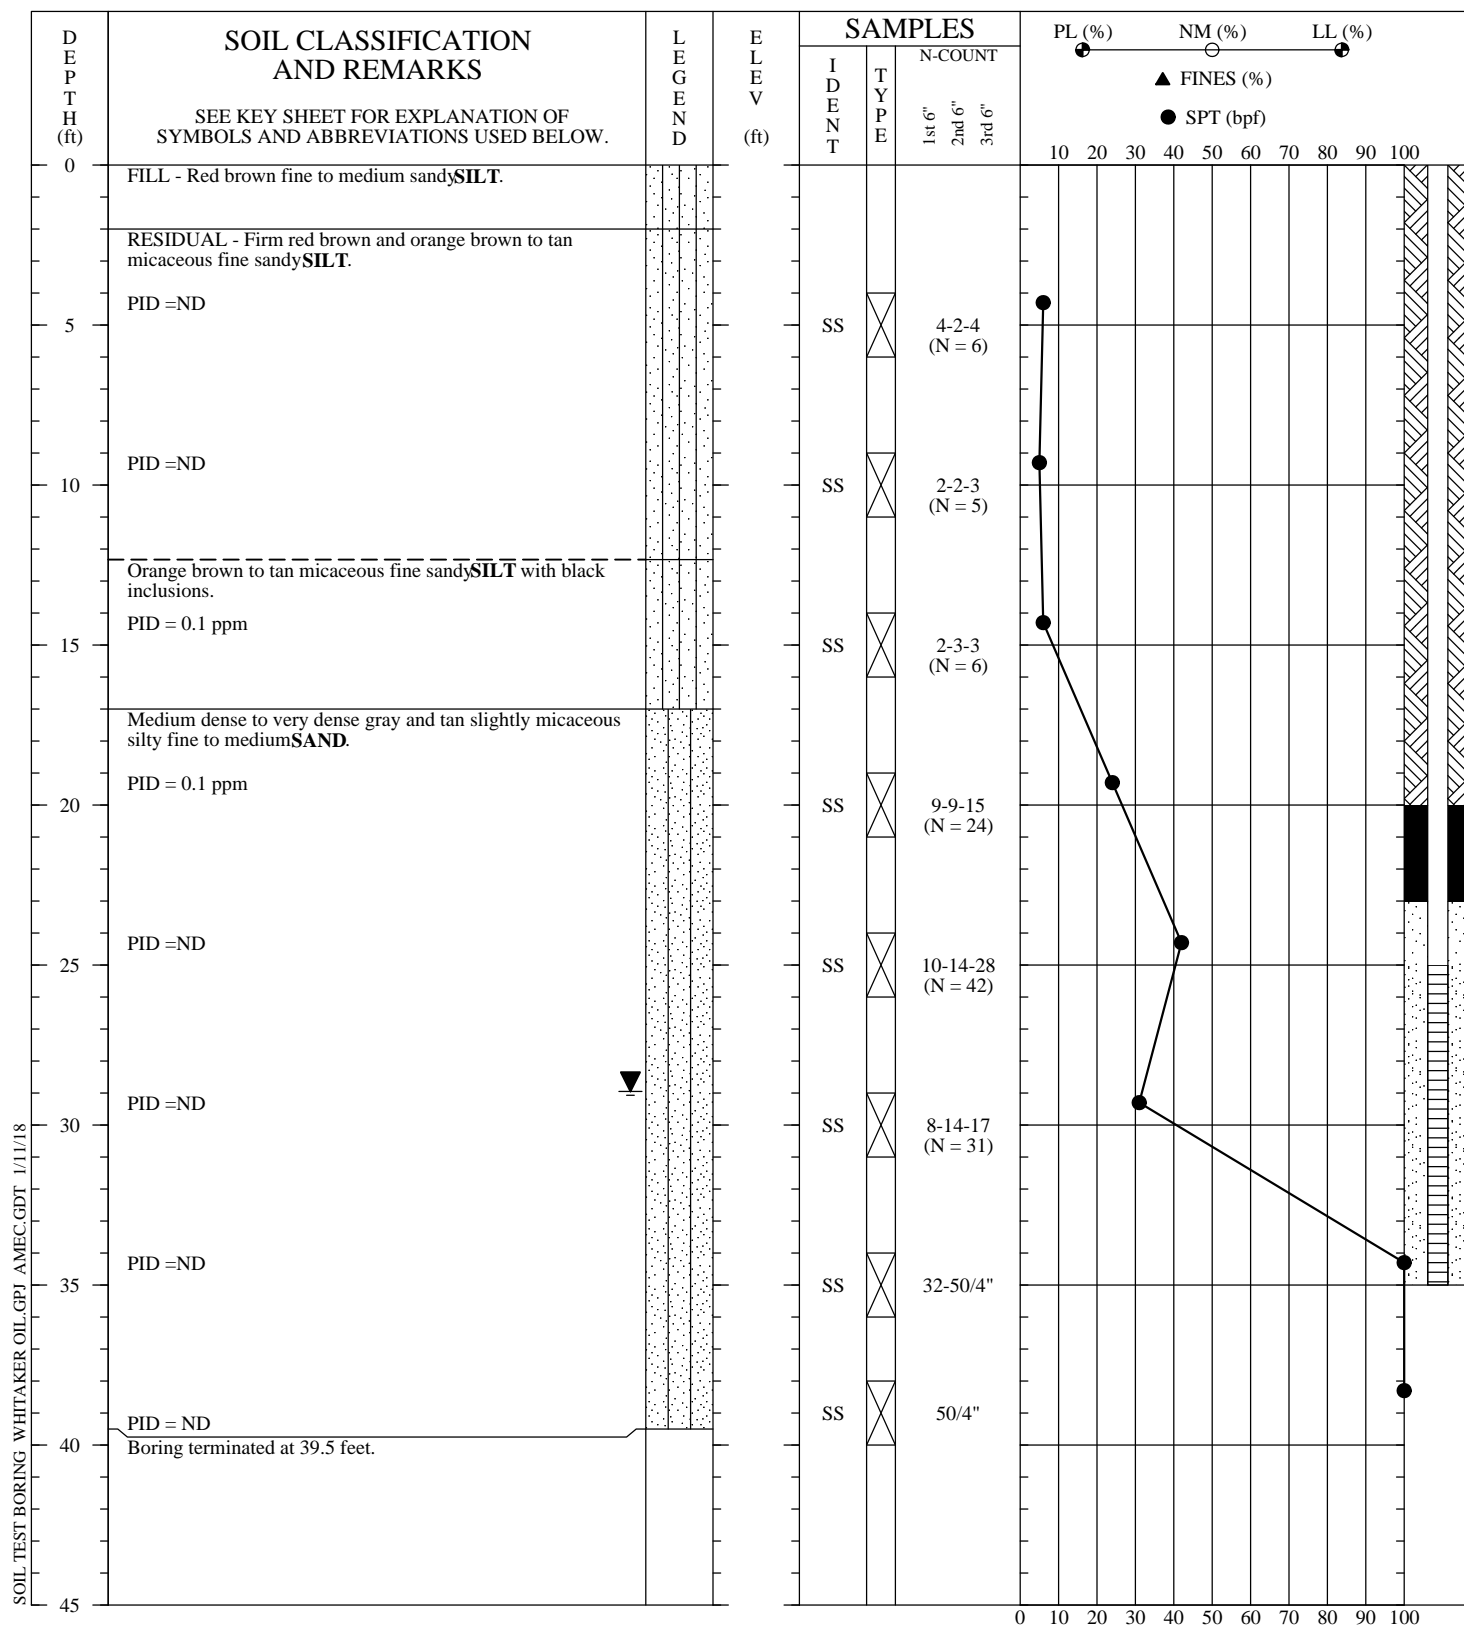 DEPTH
(ft)
SOIL CLASSIFICATION
AND REMARKS
SEE KEY SHEET FOR EXPLANATION OF
SYMBOLS AND ABBREVIATIONS USED BELOW.
LEGEND
ELEV
(ft)
SAMPLES
IDENT
TYPE
N-COUNT
1st 6"
2nd 6"
3rd 6"
PL (%) NM (%) LL (%)
FINES (%)
SPT (bpf)
10 20 30 40 50 60 70 80 90 100
0
FILL - Red brown fine to medium sandy SILT.
RESIDUAL - Firm red brown and orange brown to tan
micaceous fine sandy SILT.
PID =ND
5
SS
4-2-4
(N = 6)
PID =ND
10
SS
2-2-3
(N = 5)
Orange brown to tan micaceous fine sandy SILT with black
inclusions.
PID = 0.1 ppm
15
SS
2-3-3
(N = 6)
Medium dense to very dense gray and tan slightly micaceous
silty fine to medium SAND.
PID = 0.1 ppm
20
SS
9-9-15
(N = 24)
PID =ND
25
SS
10-14-28
(N = 42)
PID =ND
30
SS
8-14-17
(N = 31)
PID =ND
35
SS
32-50/4"
SS
50/4"
PID = ND
40
Boring terminated at 39.5 feet.
45
0 10 20 30 40 50 60 70 80 90 100
SOIL TEST BORING WHITAKER OIL.GPJ AMEC.GDT 1/11/18